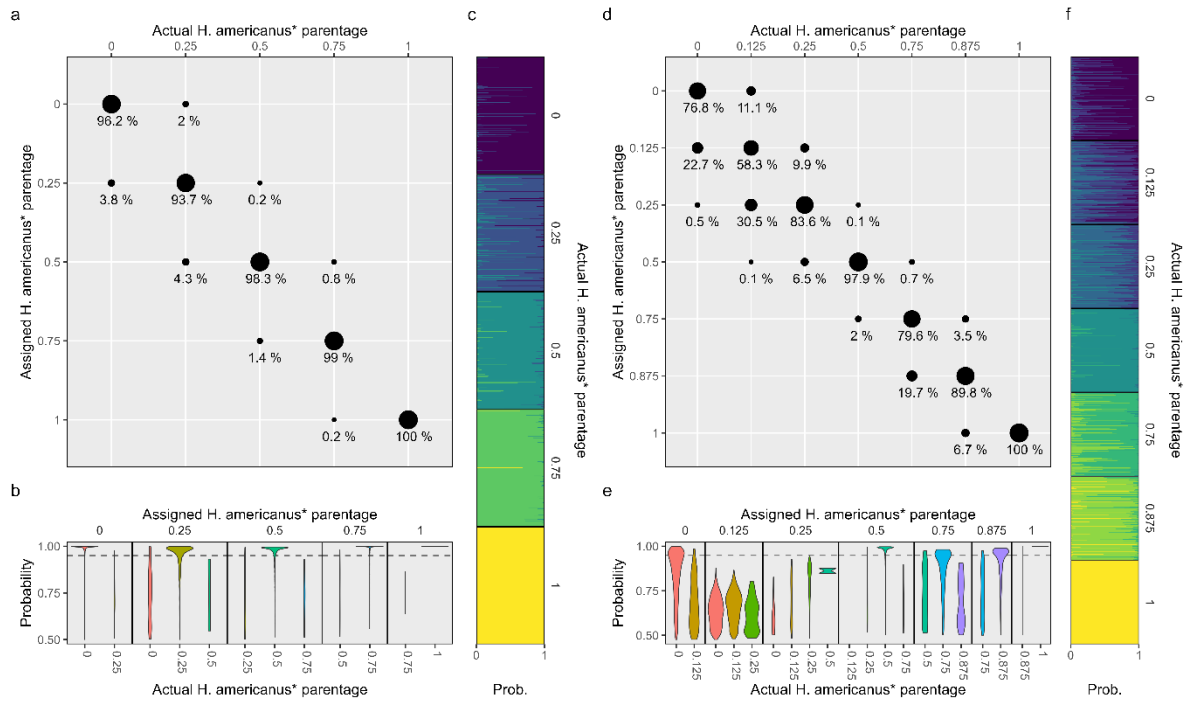 a
Actual H. americanus* parentage
0 0.25 0.5 0.75 1
Assigned H. americanus* parentage
0
96.2 % 2 %
0.25
3.8 % 93.7 % 0.2 %
0.5
4.3 % 98.3 % 0.8 %
0.75
1.4 % 99 %
1
0.2 % 100 %
b
Assigned H. americanus* parentage
0 0.25 0.5 0.75 1
Probability
1.00
0.75
0.50
0 0.25 0 0.25 0.5 0.25 0.5 0.75 0.5 0.75 0.75 1
Actual H. americanus* parentage
c
0
0.25
0.5
0.75
1
Actual H. americanus* parentage
0 1
Prob.
d
Actual H. americanus* parentage
0 0.125 0.25 0.5 0.75 0.875 1
Assigned H. americanus* parentage
0
76.8 % 11.1 %
0.125
22.7 % 58.3 % 9.9 %
0.25
0.5 % 30.5 % 83.6 % 0.1 %
0.5
0.1 % 6.5 % 97.9 % 0.7 %
0.75
2 % 79.6 % 3.5 %
0.875
19.7 % 89.8 %
1
6.7 % 100 %
e
Assigned H. americanus* parentage
0 0.125 0.25 0.5 0.75 0.875 1
Probability
1.00
0.75
0.50
0 0.125 0 0.125 0.25 0 0.125 0.25 0.5 0.125 0.25 0.5 0.75 0.5 0.75 0.875 0.75 0.875 0.875 1
Actual H. americanus* parentage
f
0
0.125
0.25
0.5
0.75
0.875
1
Actual H. americanus* parentage
0 1
Prob.